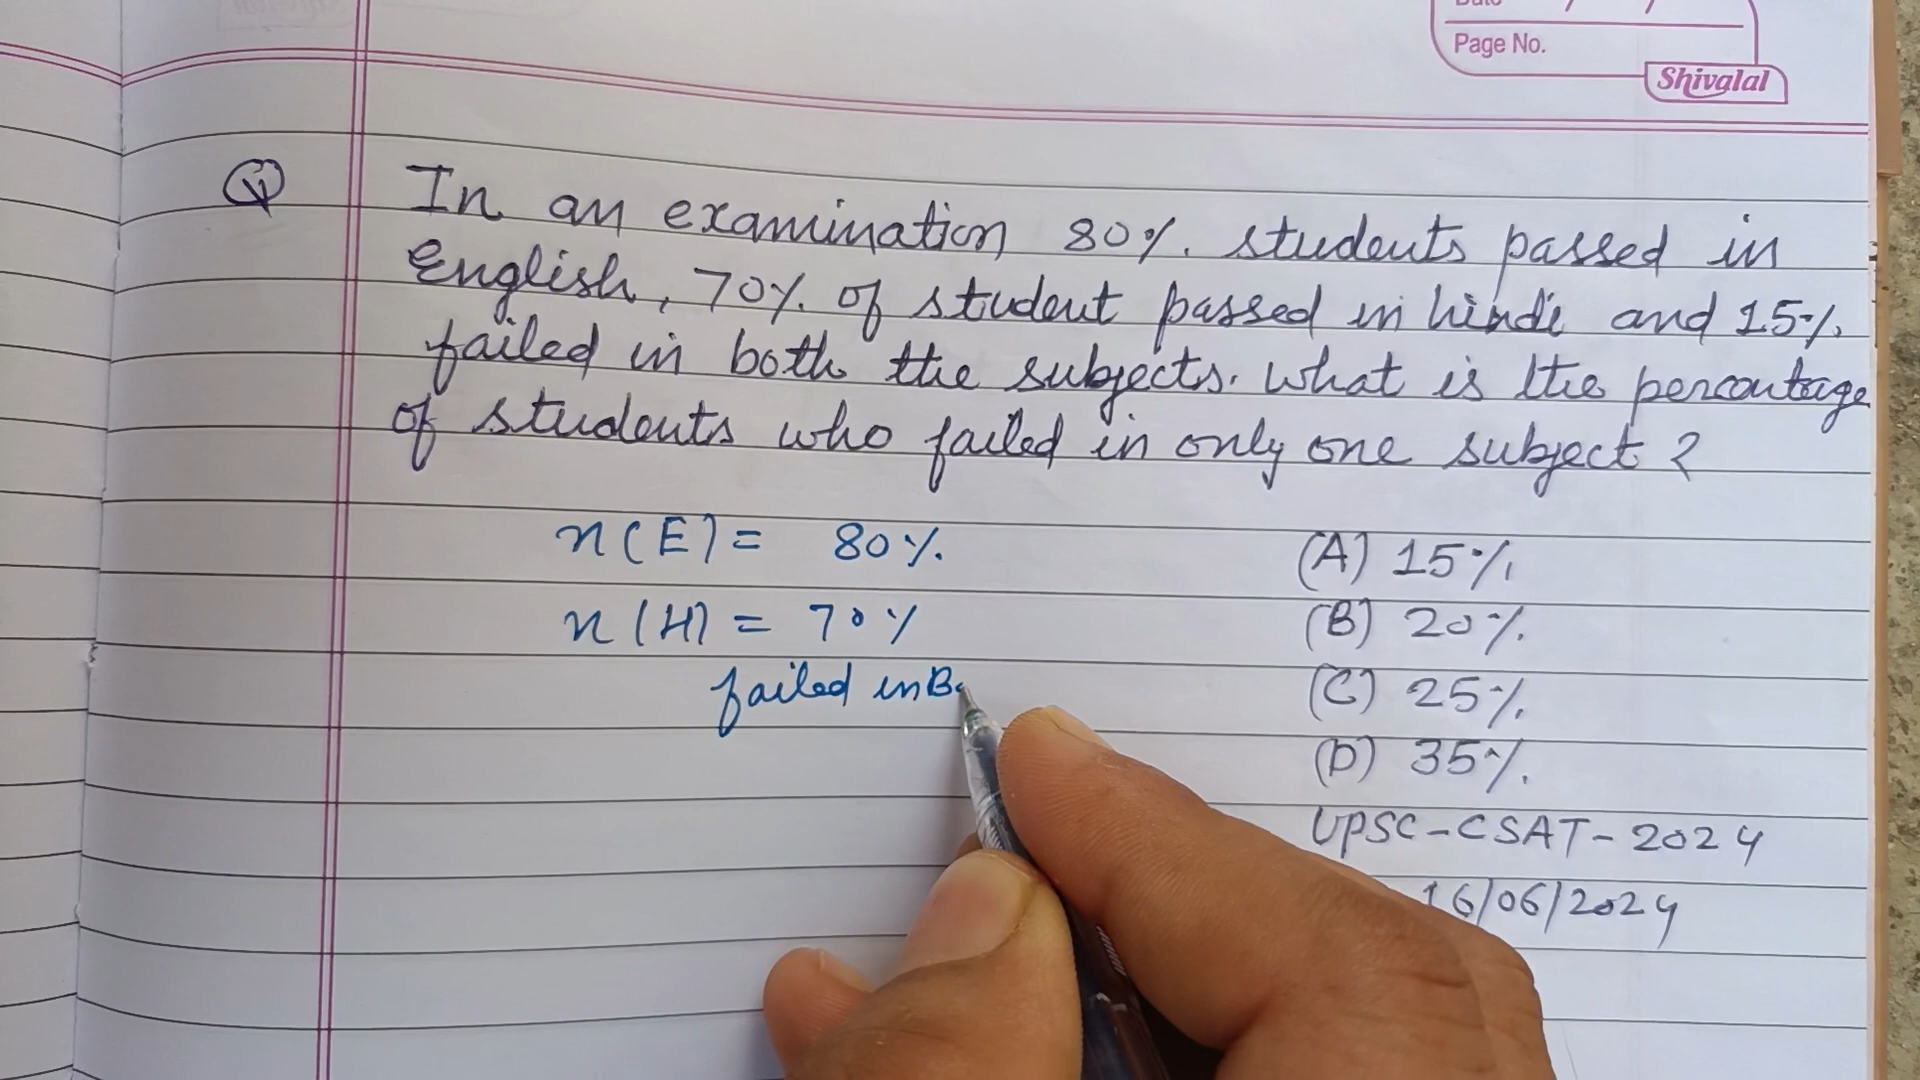 Page No.
Shivalal
Q In an examination 80%. students passed in
English, 70%. of student passed in hindi and 15%.
failed in both the subjects. what is the percentage
of students who failed in only one subject ?
n(E) = 80%.
(A) 15%.
n(H) = 70%
(B) 20%.
failed in
(C) 25%.
(D) 35%.
UPSC-CSAT-2024
16/06/2024